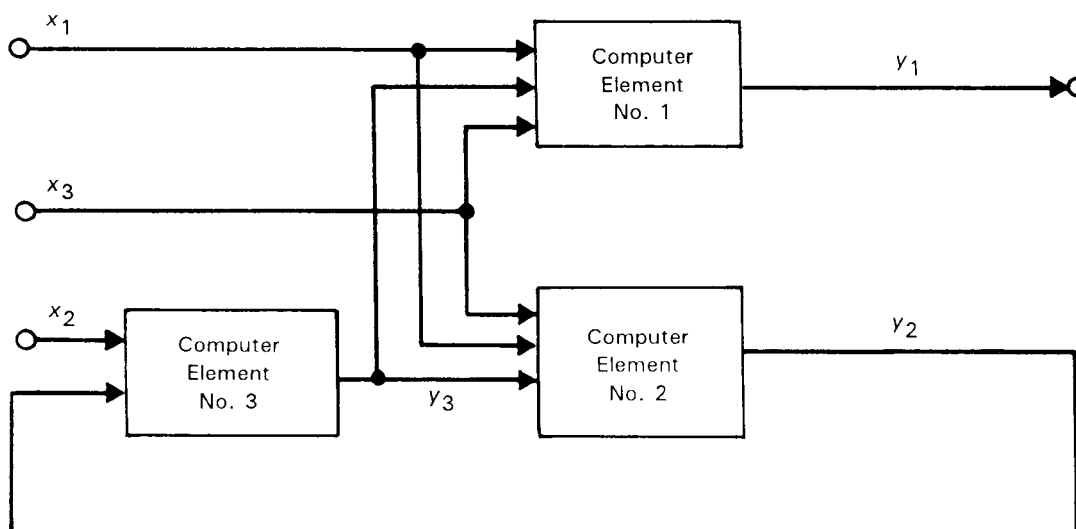 x1
Computer
Element
No. 1
y1
x3
x2
Computer
Element
No. 3
y3
Computer
Element
No. 2
y2